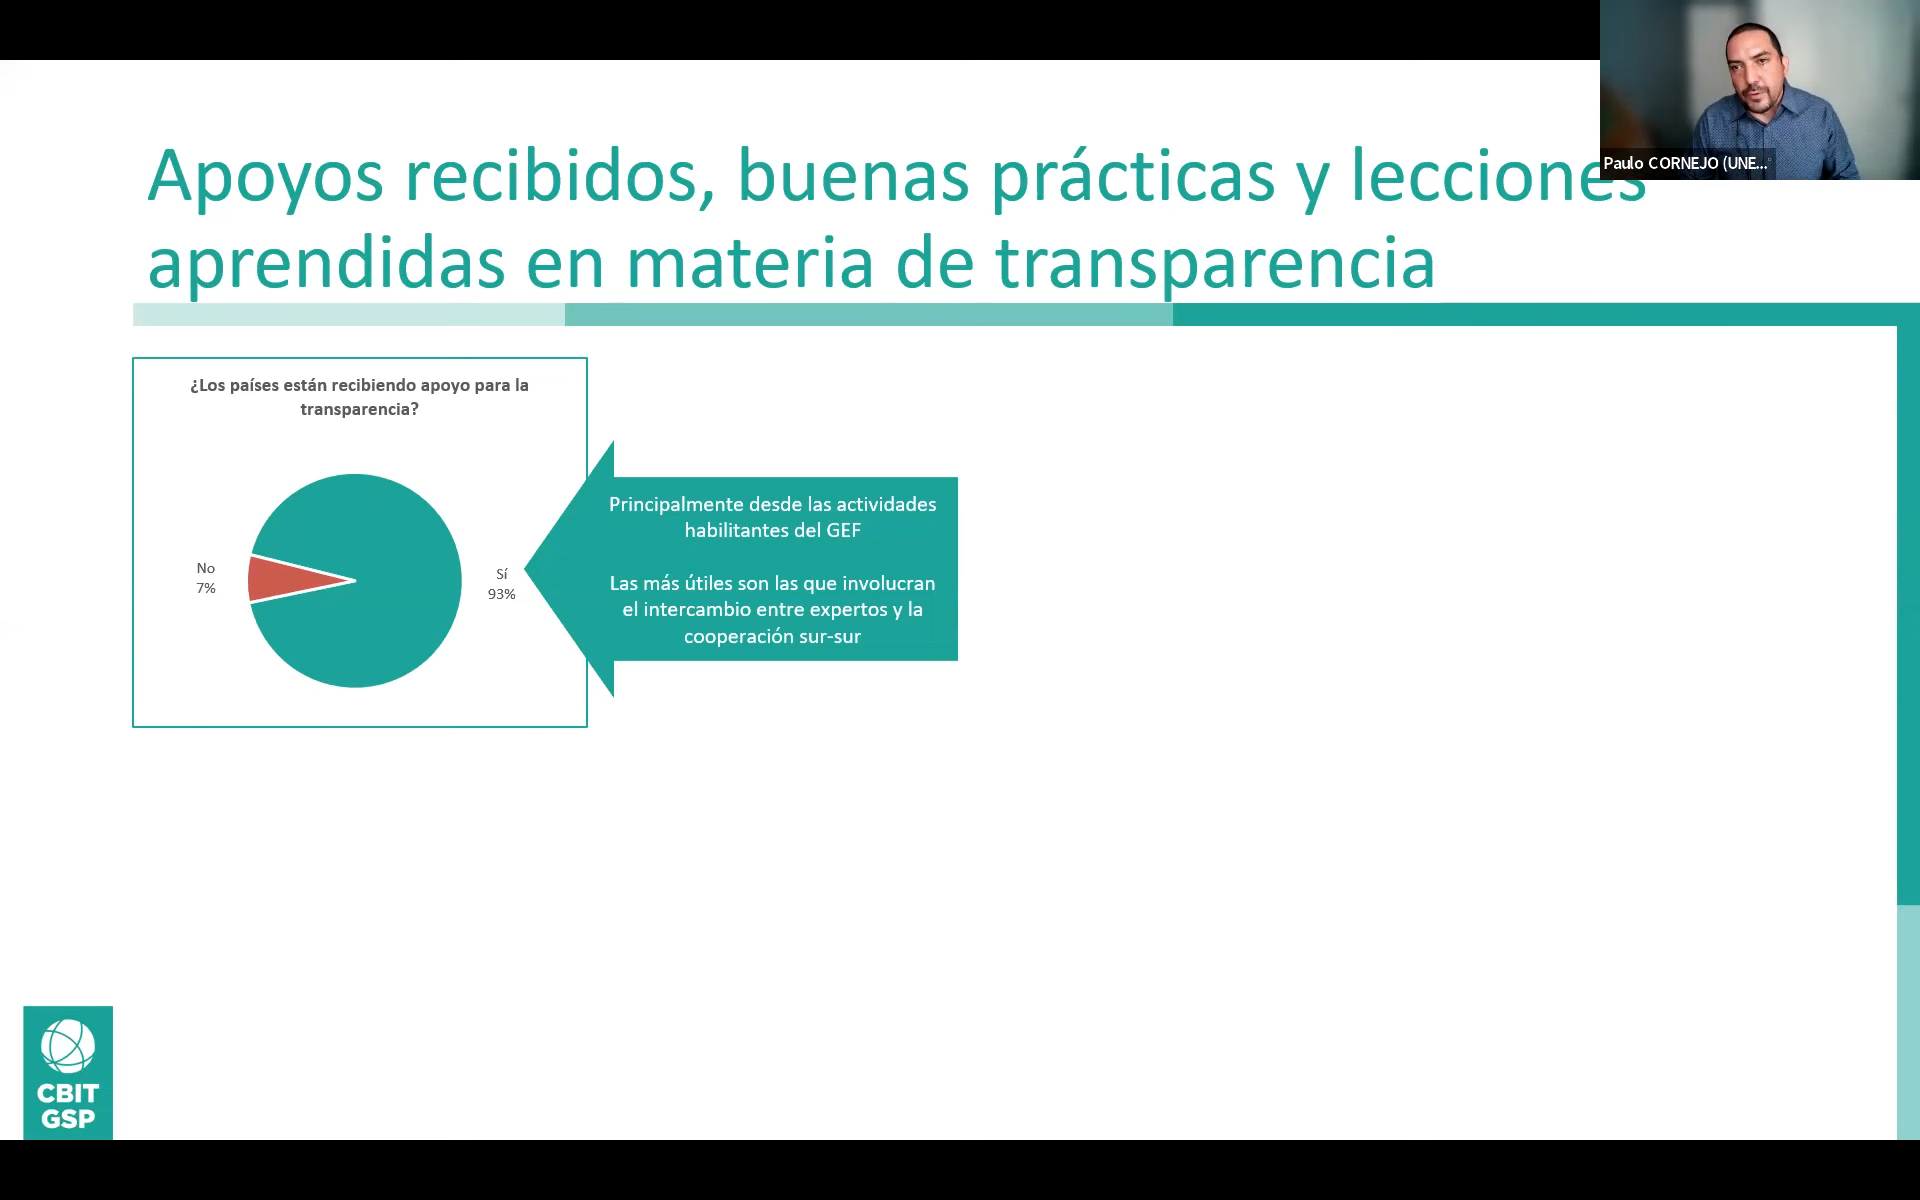 Apoyos recibidos, buenas prácticas y lecciones
aprendidas en materia de transparencia
Paulo CORNEJO (UNE...
¿Los países están recibiendo apoyo para la
transparencia?
No
7%
Sí
93%
Principalmente desde las actividades
habilitantes del GEF
Las más útiles son las que involucran
el intercambio entre expertos y la
cooperación sur-sur
CBIT
GSP